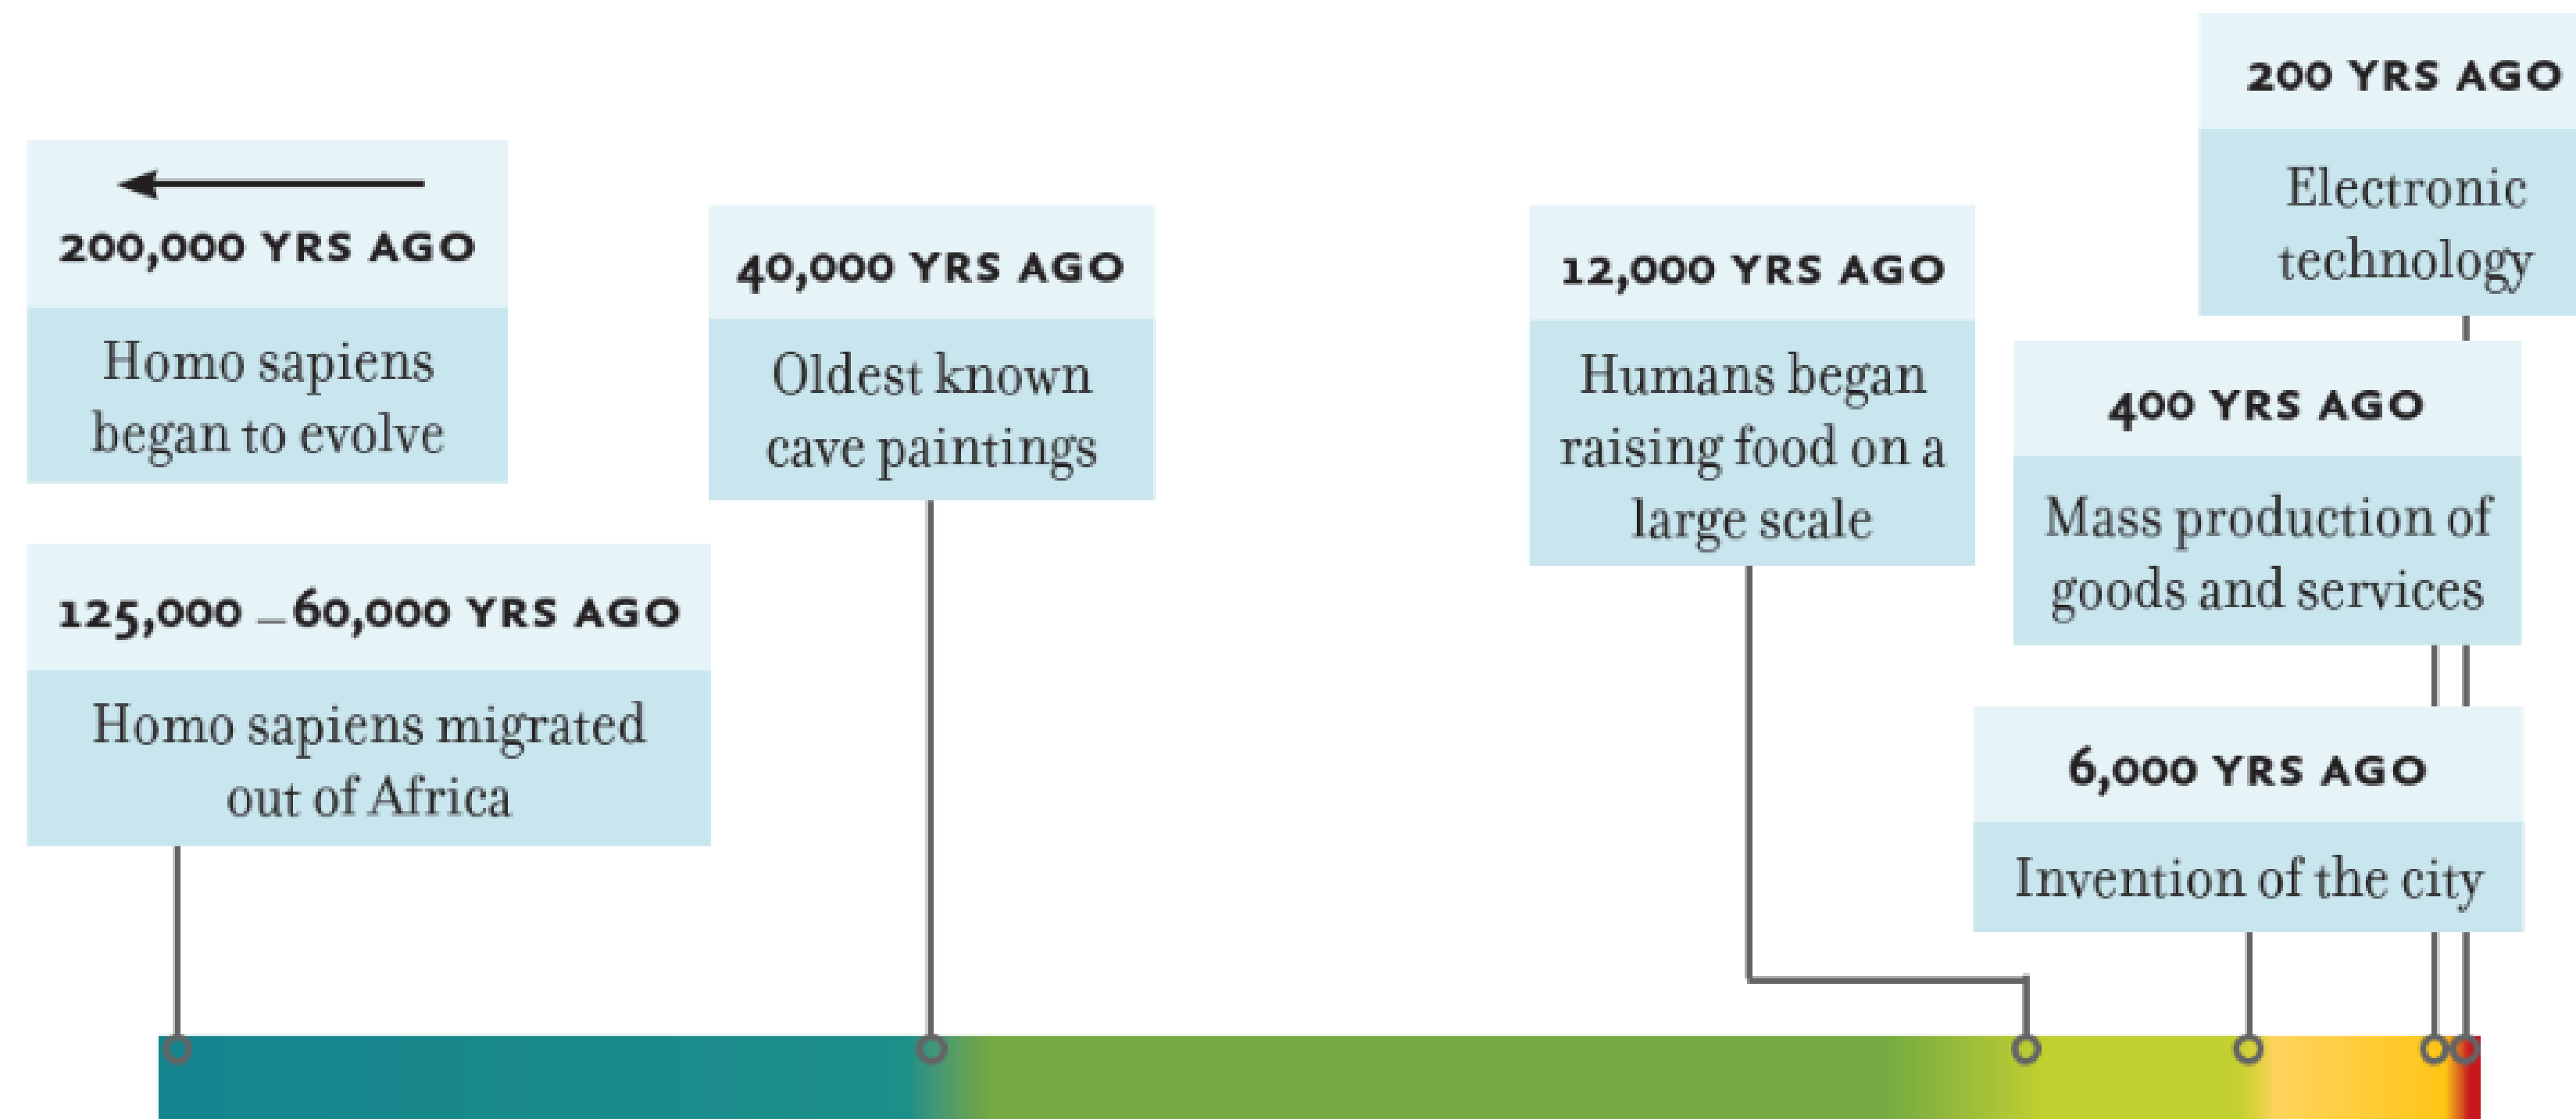 200,000 YRS AGO
Homo sapiens
began to evolve
125,000 –60,000 YRS AGO
Homo sapiens migrated
out of Africa
40,000 YRS AGO
Oldest known
cave paintings
12,000 YRS AGO
Humans began
raising food on a
large scale
6,000 YRS AGO
Invention of the city
400 YRS AGO
Mass production of
goods and services
200 YRS AGO
Electronic
technology